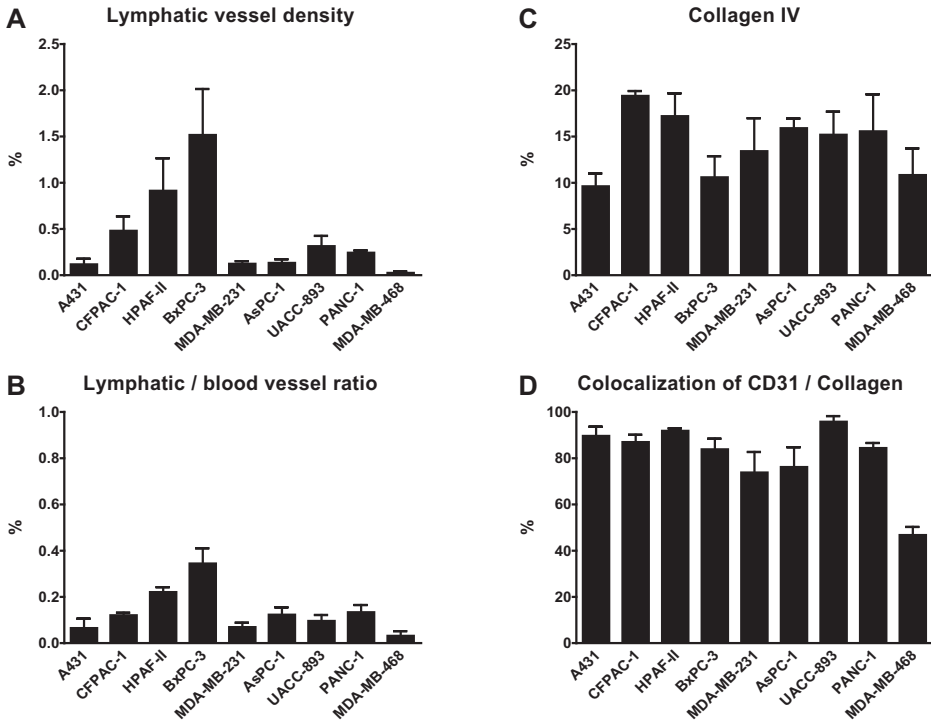 A Lymphatic vessel density
%
2.5
2.0
1.5
1.0
0.5
0.0
A431
CFPAC-1
HPAF-II
BxPC-3
MDA-MB-231
AsPC-1
UACC-893
PANC-1
MDA-MB-468
C Collagen IV
%
25
20
15
10
5
0
A431
CFPAC-1
HPAF-II
BxPC-3
MDA-MB-231
AsPC-1
UACC-893
PANC-1
MDA-MB-468
B Lymphatic / blood vessel ratio
%
1.0
0.8
0.6
0.4
0.2
0.0
A431
CFPAC-1
HPAF-II
BxPC-3
MDA-MB-231
AsPC-1
UACC-893
PANC-1
MDA-MB-468
D Colocalization of CD31 / Collagen
%
100
80
60
40
20
0
A431
CFPAC-1
HPAF-II
BxPC-3
MDA-MB-231
AsPC-1
UACC-893
PANC-1
MDA-MB-468